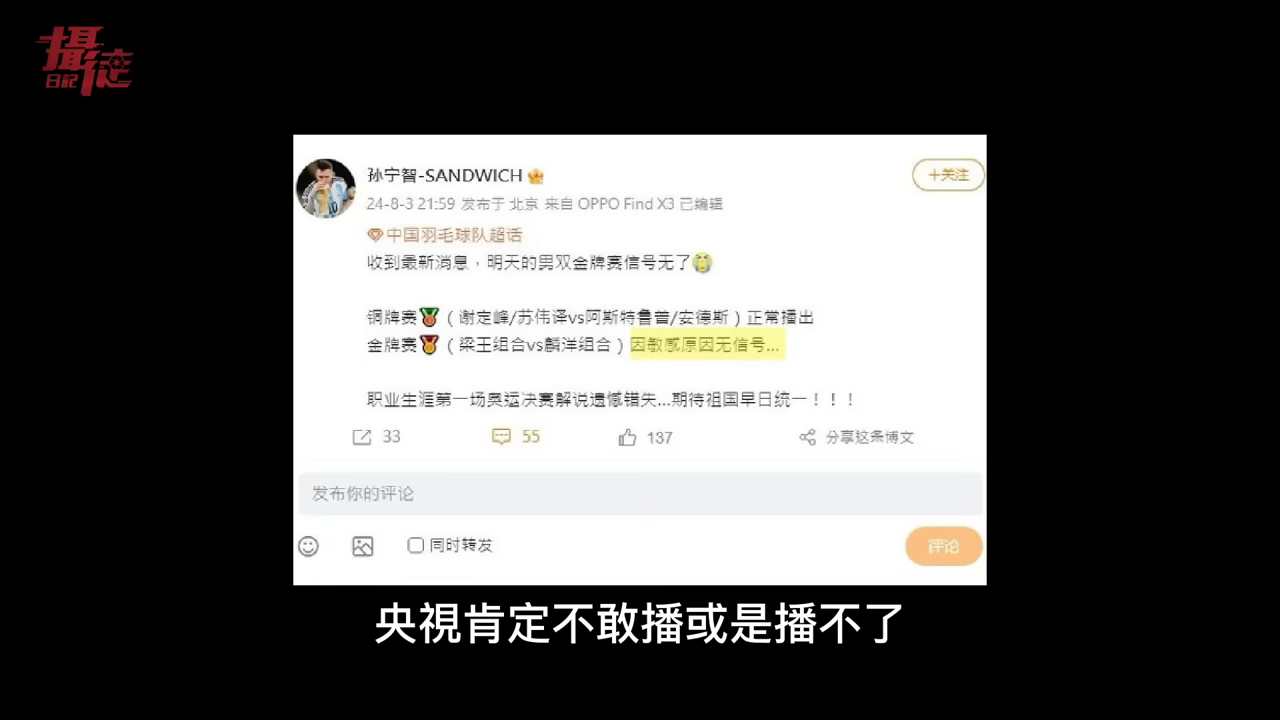 攝徒
日記
孙宁智-SANDWICH
+关注
24-8-3 21:59 发布于 北京 来自 OPPO Find X3 已编辑
中国羽毛球队超话
收到最新消息，明天的男双金牌赛信号无了
铜牌赛（谢定峰/苏伟译vs阿斯特鲁普/安德斯）正常播出
金牌赛（梁王组合vs麟洋组合）因敏感原因无信号...
职业生涯第一场奥运决赛解说遗憾错失...期待祖国早日统一！！！
33 55 137 分享这条博文
发布你的评论
同时转发 评论
央視肯定不敢播或是播不了